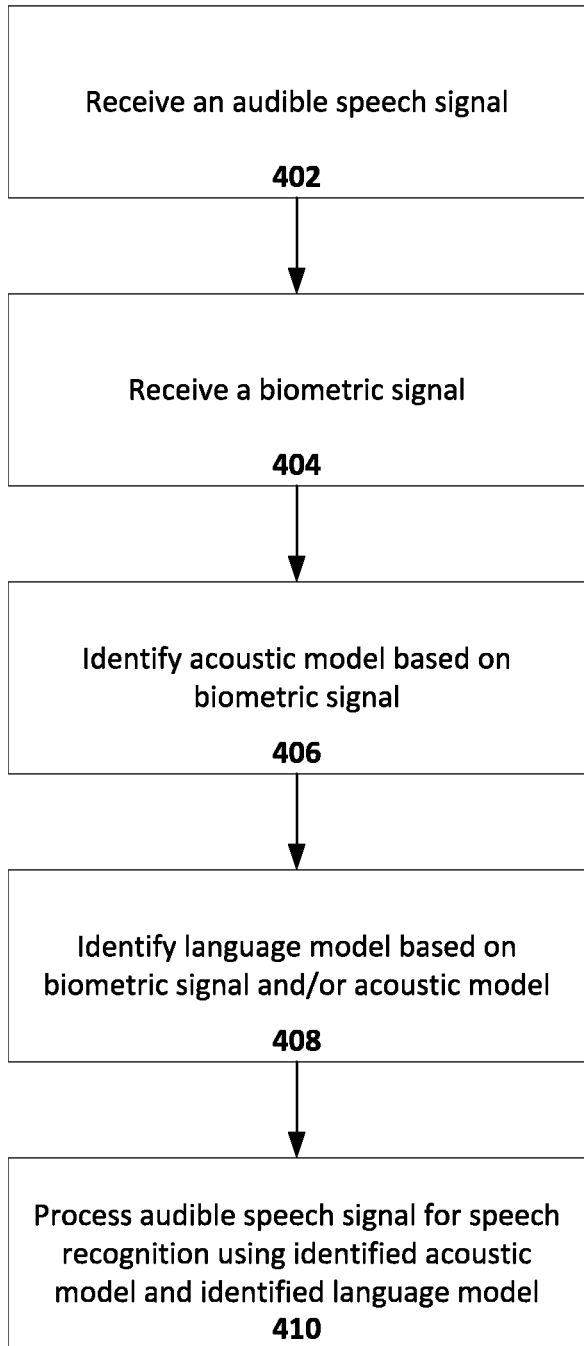 Receive an audible speech signal
402
Receive a biometric signal
404
Identify acoustic model based on
biometric signal
406
Identify language model based on
biometric signal and/or acoustic model
408
Process audible speech signal for speech
recognition using identified acoustic
model and identified language model
410